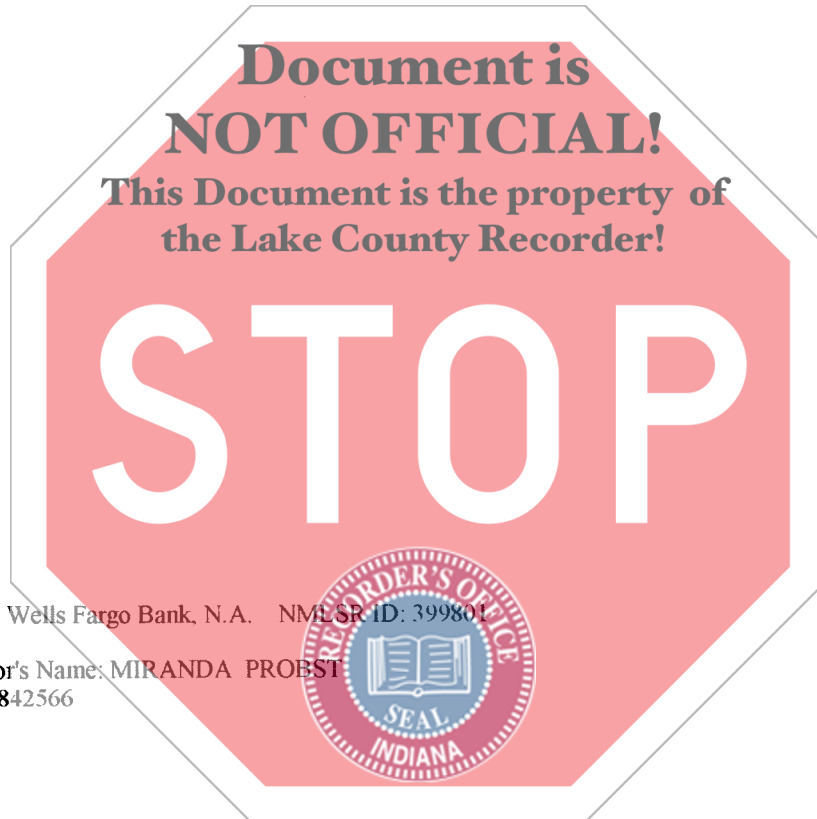 Document is
NOT OFFICIAL!
This Document is the property of
the Lake County Recorder!
STOP
Wells Fargo Bank, N.A. NMLSR ID: 399801
or's Name: MIRANDA PROBST
842566
RECORDER'S OFFICE
SEAL
INDIANA